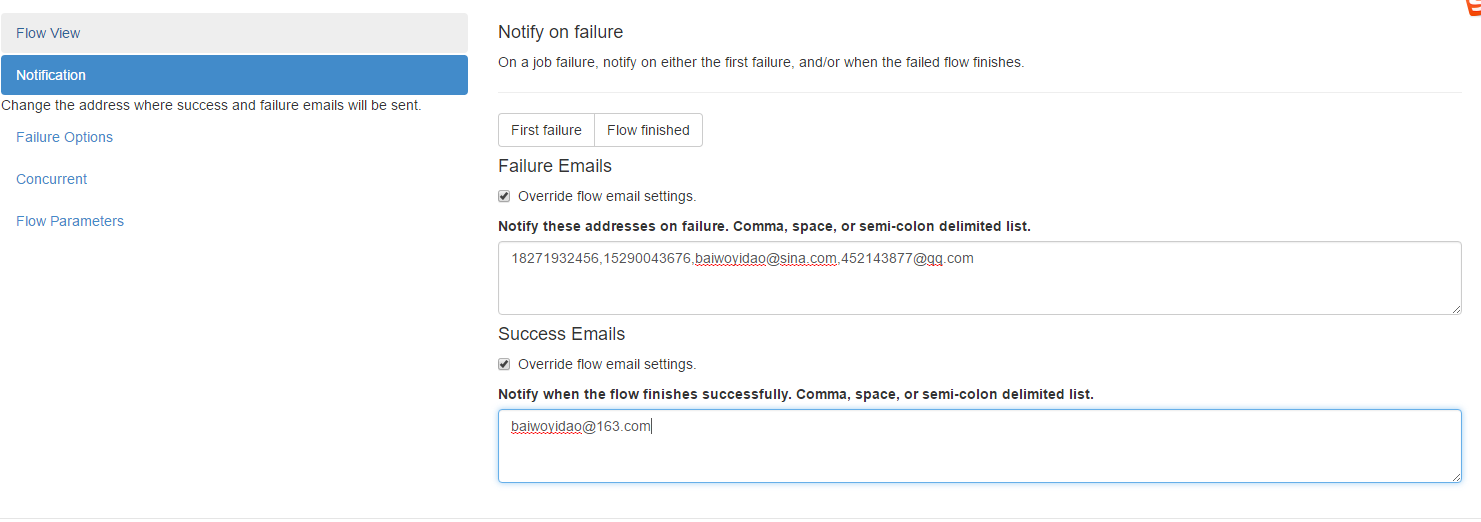 Flow View
Notification
Change the address where success and failure emails will be sent.
Failure Options
Concurrent
Flow Parameters
Notify on failure
On a job failure, notify on either the first failure, and/or when the failed flow finishes.
First failure Flow finished
Failure Emails
Override flow email settings.
Notify these addresses on failure. Comma, space, or semi-colon delimited list.
18271932456,15290043676,baiwoyidao@sina.com,452143877@qq.com
Success Emails
Override flow email settings.
Notify when the flow finishes successfully. Comma, space, or semi-colon delimited list.
baiwoyidao@163.com